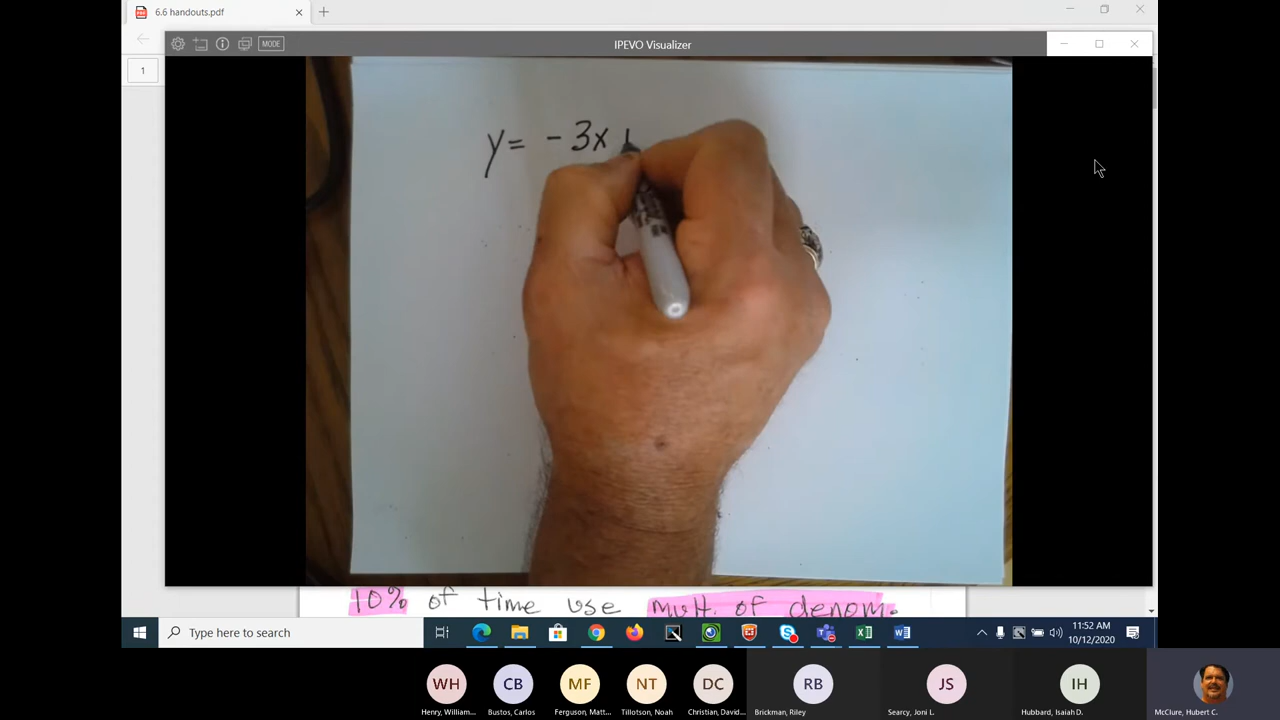 6.6 handouts.pdf
IPEVO Visualizer
MODE
1
y = - 3x
10% of time use mult. of denom.
Type here to search
11:52 AM
10/12/2020
WH
CB
MF
NT
DC
RB
JS
IH
Henry, William...
Bustos, Carlos
Ferguson, Matt...
Tillotson, Noah
Christian, David...
Brickman, Riley
Searcy, Joni L.
Hubbard, Isaiah D.
McClure, Hubert C.